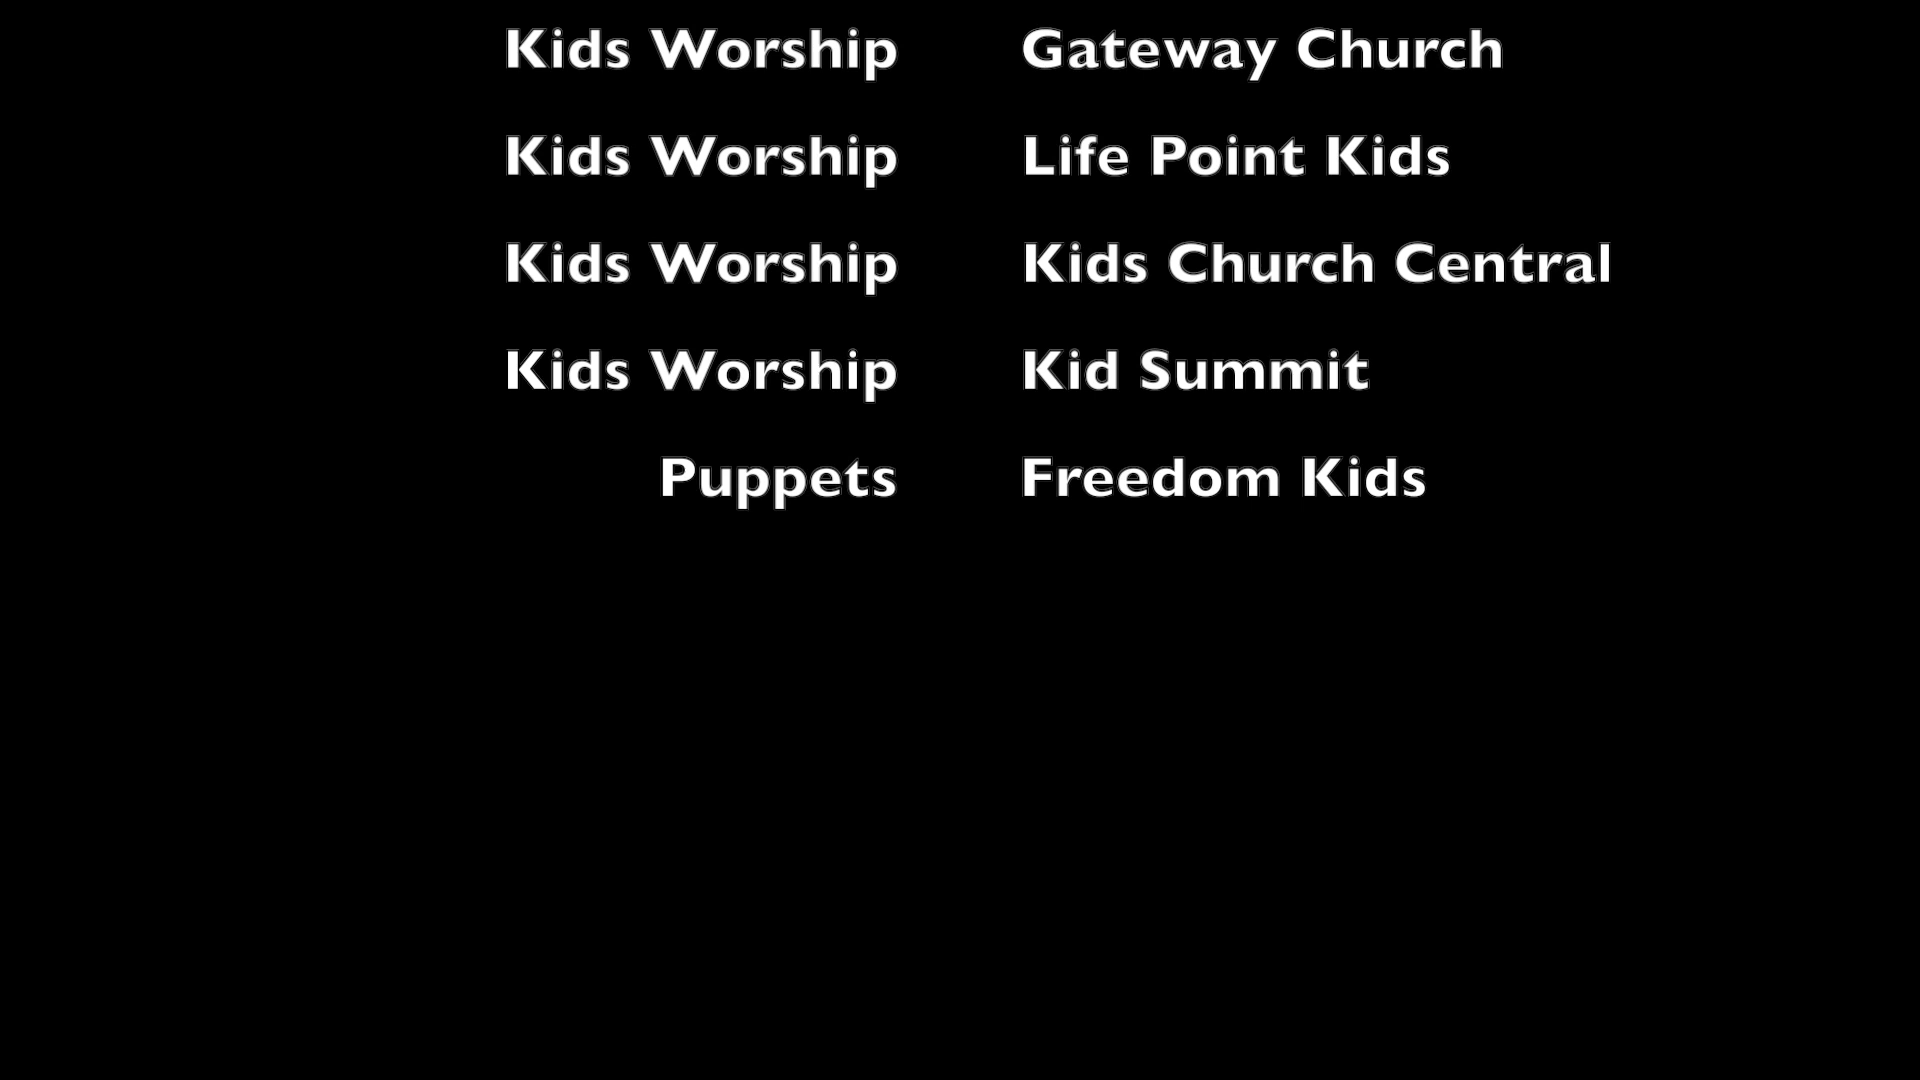 Kids Worship Gateway Church
Kids Worship Life Point Kids
Kids Worship Kids Church Central
Kids Worship Kid Summit
Puppets Freedom Kids